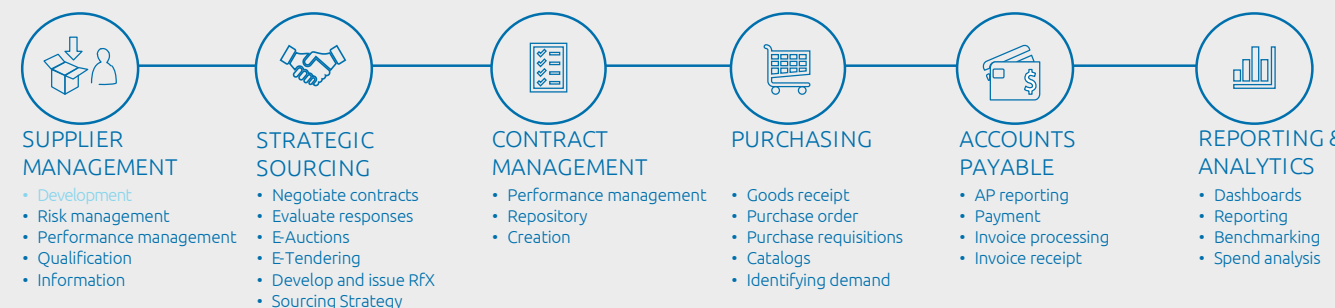 SUPPLIER
MANAGEMENT
• Development
• Risk management
• Performance management
• Qualification
• Information
STRATEGIC
SOURCING
• Negotiate contracts
• Evaluate responses
• E-Auctions
• E-Tendering
• Develop and issue RfX
• Sourcing Strategy
CONTRACT
MANAGEMENT
• Performance management
• Repository
• Creation
PURCHASING
• Goods receipt
• Purchase order
• Purchase requisitions
• Catalogs
• Identifying demand
$
ACCOUNTS
PAYABLE
• AP reporting
• Payment
• Invoice processing
• Invoice receipt
REPORTING &
ANALYTICS
• Dashboards
• Reporting
• Benchmarking
• Spend analysis